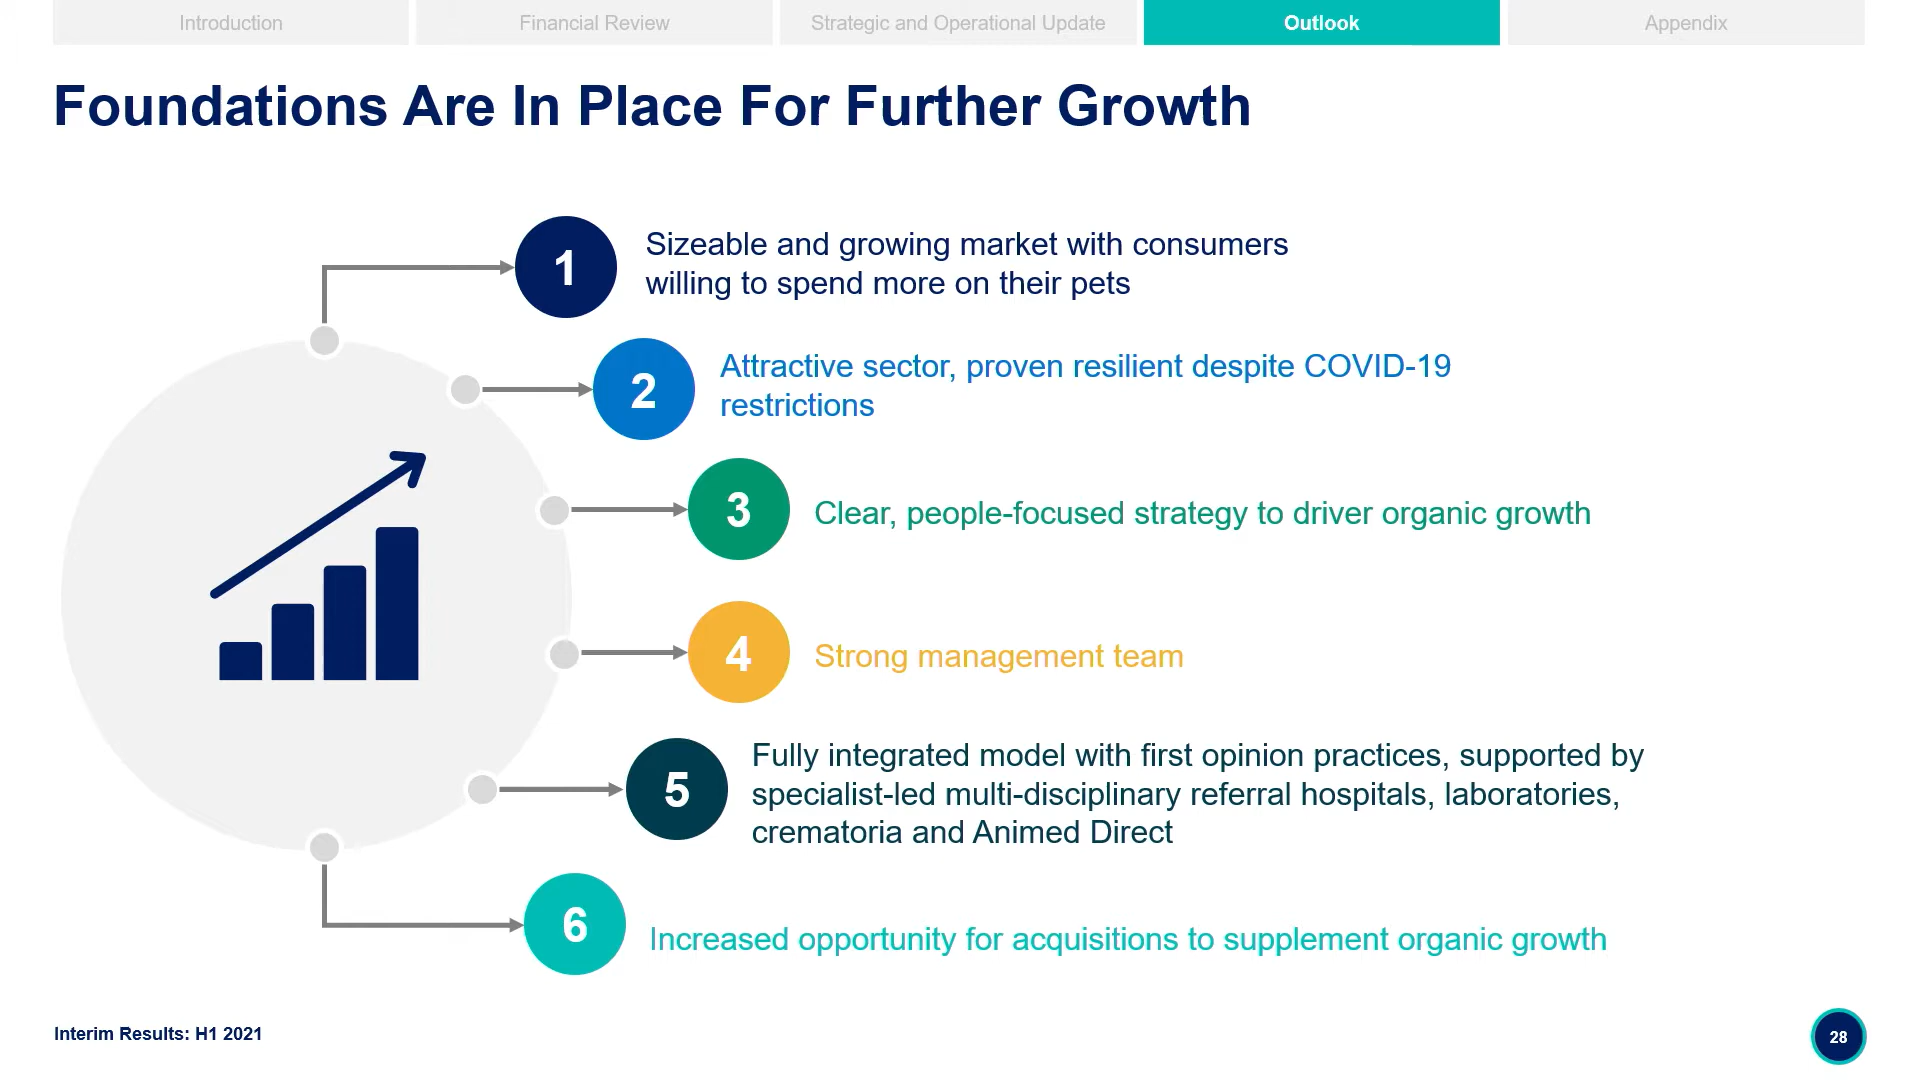 Introduction
Financial Review
Strategic and Operational Update
Outlook
Appendix
Foundations Are In Place For Further Growth
1
Sizeable and growing market with consumers
willing to spend more on their pets
2
Attractive sector, proven resilient despite COVID-19
restrictions
3
Clear, people-focused strategy to driver organic growth
4
Strong management team
5
Fully integrated model with first opinion practices, supported by
specialist-led multi-disciplinary referral hospitals, laboratories,
crematoria and Animed Direct
6
Increased opportunity for acquisitions to supplement organic growth
Interim Results: H1 2021
28